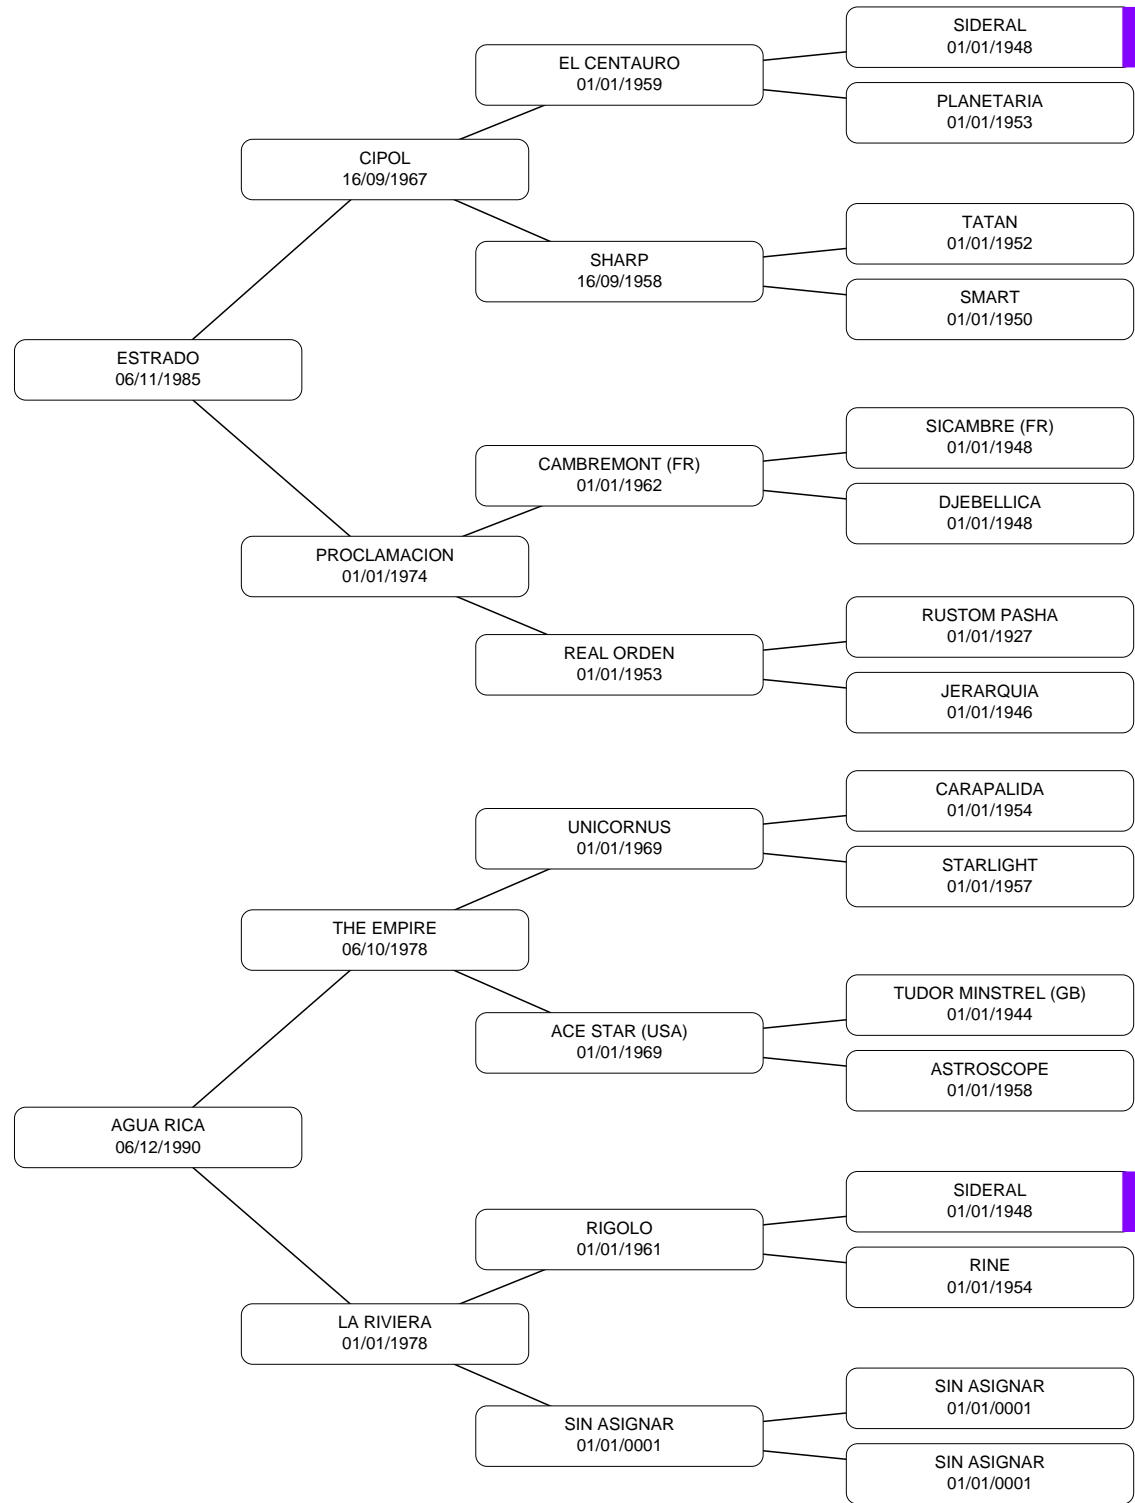 SIDERAL
01/01/1948
EL CENTAURO
01/01/1959
PLANETARIA
01/01/1953
CIPOL
16/09/1967
TATAN
01/01/1952
SHARP
16/09/1958
SMART
01/01/1950
ESTRADO
06/11/1985
SICAMBRE (FR)
01/01/1948
CAMBREMONT (FR)
01/01/1962
DJEBELLICA
01/01/1948
PROCLAMACION
01/01/1974
RUSTOM PASHA
01/01/1927
REAL ORDEN
01/01/1953
JERARQUIA
01/01/1946
CARAPALIDA
01/01/1954
UNICORNUS
01/01/1969
STARLIGHT
01/01/1957
THE EMPIRE
06/10/1978
TUDOR MINSTREL (GB)
01/01/1944
ACE STAR (USA)
01/01/1969
ASTROSCOPE
01/01/1958
AGUA RICA
06/12/1990
SIDERAL
01/01/1948
RIGOLO
01/01/1961
RINE
01/01/1954
LA RIVIERA
01/01/1978
SIN ASIGNAR
01/01/0001
SIN ASIGNAR
01/01/0001
SIN ASIGNAR
01/01/0001